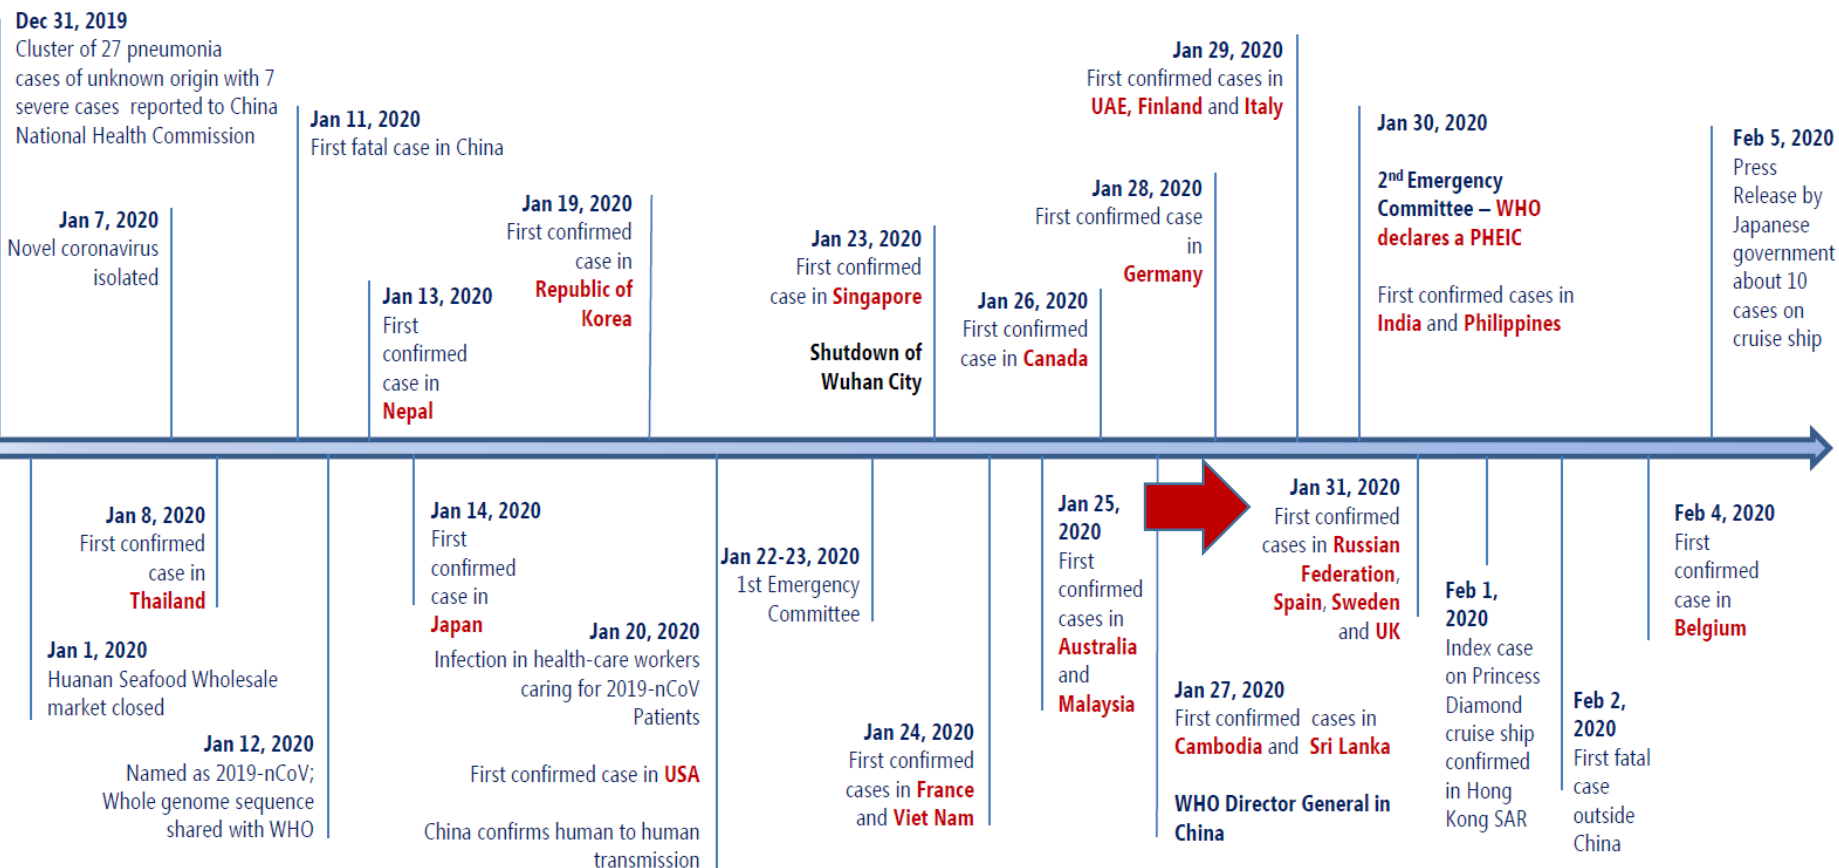 Dec 31, 2019
Cluster of 27 pneumonia
cases of unknown origin with 7
severe cases reported to China
National Health Commission
Jan 7, 2020
Novel coronavirus
isolated
Jan 11, 2020
First fatal case in China
Jan 13, 2020
First
confirmed
case in
Nepal
Jan 19, 2020
First confirmed
case in
Republic of
Korea
Jan 23, 2020
First confirmed
case in Singapore
Shutdown of
Wuhan City
Jan 26, 2020
First confirmed
case in Canada
Jan 28, 2020
First confirmed case
in
Germany
Jan 29, 2020
First confirmed cases in
UAE, Finland and Italy
Jan 30, 2020
2nd Emergency
Committee – WHO
declares a PHEIC
First confirmed cases in
India and Philippines
Feb 5, 2020
Press
Release by
Japanese
government
about 10
cases on
cruise ship
Jan 1, 2020
Huanan Seafood Wholesale
market closed
Jan 8, 2020
First confirmed
case in
Thailand
Jan 12, 2020
Named as 2019-nCoV;
Whole genome sequence
shared with WHO
Jan 14, 2020
First
confirmed
case in
Japan
Jan 20, 2020
Infection in health-care workers
caring for 2019-nCoV
Patients
First confirmed case in USA
China confirms human to human
transmission
Jan 22-23, 2020
1st Emergency
Committee
Jan 24, 2020
First confirmed
cases in France
and Viet Nam
Jan 25,
2020
First
confirmed
cases in
Australia
and
Malaysia
Jan 27, 2020
First confirmed cases in
Cambodia and Sri Lanka
WHO Director General in
China
Jan 31, 2020
First confirmed
cases in Russian
Federation,
Spain, Sweden
and UK
Feb 1,
2020
Index case
on Princess
Diamond
cruise ship
confirmed
in Hong
Kong SAR
Feb 2,
2020
First fatal
case
outside
China
Feb 4, 2020
First
confirmed
case in
Belgium